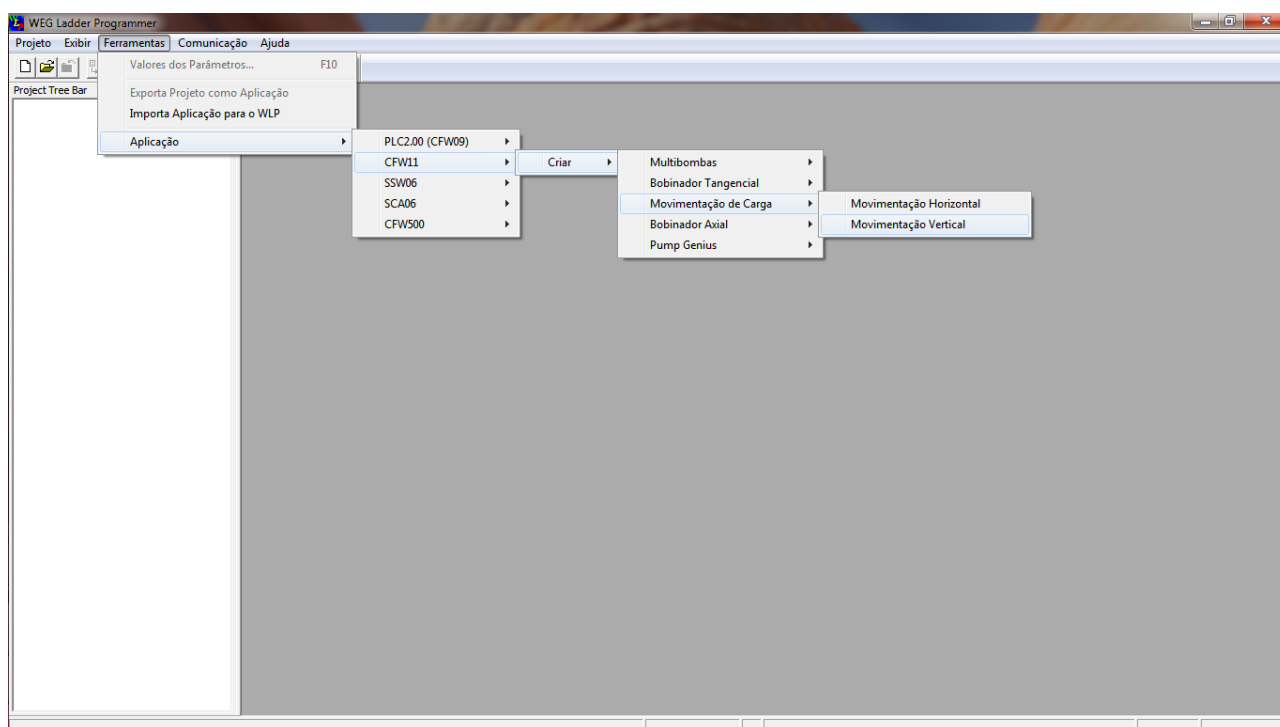 WEG Ladder Programmer
Projeto Exibir Ferramentas Comunicação Ajuda
Valores dos Parâmetros... F10
Project Tree Bar
Exporta Projeto como Aplicação
Importa Aplicação para o WLP
Aplicação
PLC2.00 (CFW09)
CFW11
SSW06
SCA06
CFW500
Criar
Multibombas
Bobinador Tangencial
Movimentação de Carga
Bobinador Axial
Pump Genius
Movimentação Horizontal
Movimentação Vertical